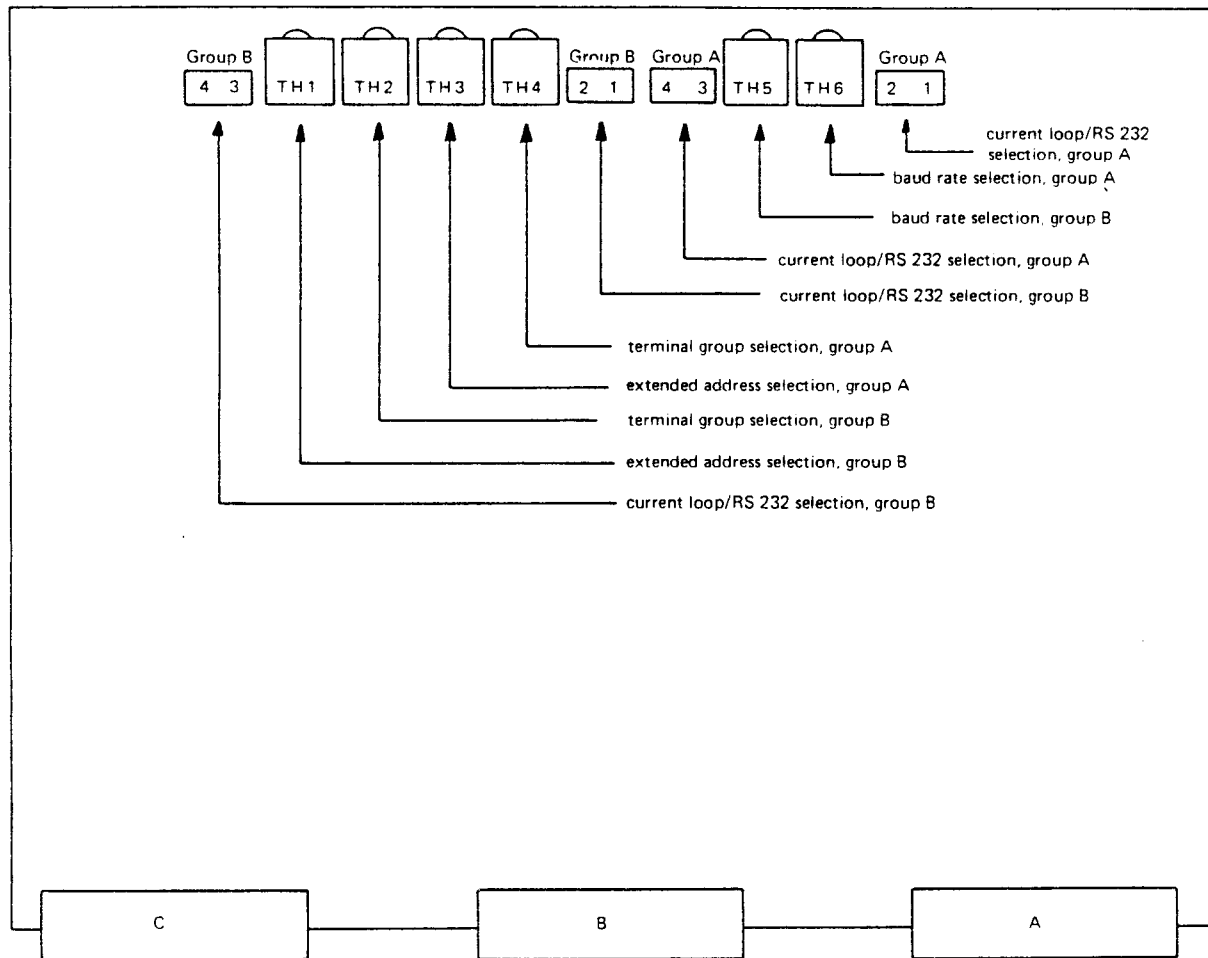 Group B
4 3
TH1
TH2
TH3
TH4
Group B
2 1
Group A
4 3
TH5
TH6
Group A
2 1
current loop/RS 232
selection, group A
baud rate selection, group A
baud rate selection, group B
current loop/RS 232 selection, group A
current loop/RS 232 selection, group B
terminal group selection, group A
extended address selection, group A
terminal group selection, group B
extended address selection, group B
current loop/RS 232 selection, group B
C
B
A